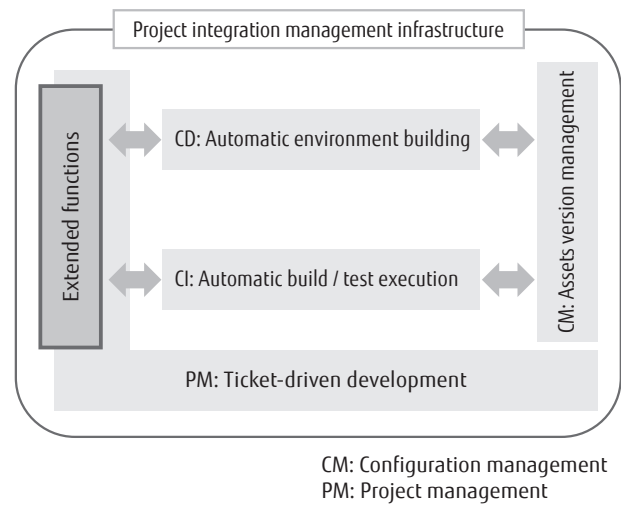 Project integration management infrastructure
Extended functions
CD: Automatic environment building
CI: Automatic build / test execution
CM: Assets version management
PM: Ticket-driven development
CM: Configuration management
PM: Project management